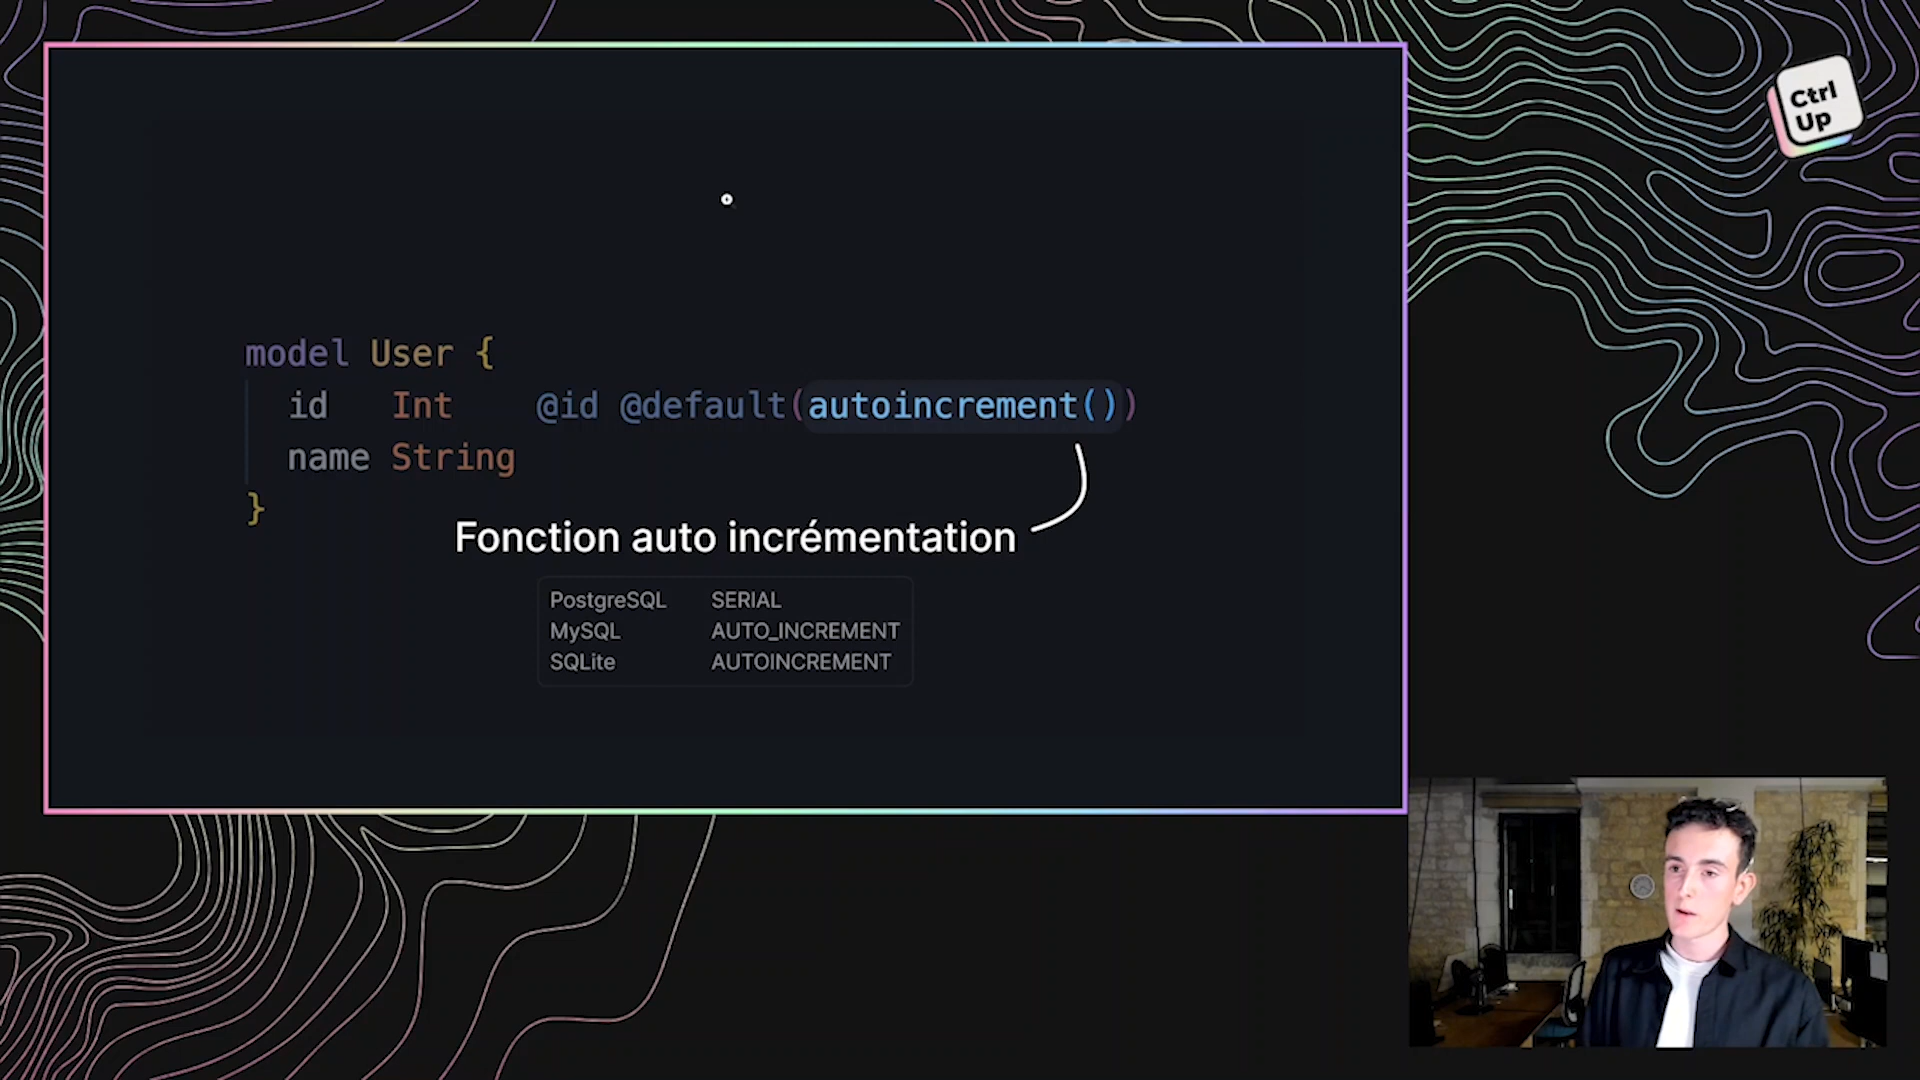 Ctrl
Up
model User {
id Int @id @default(autoincrement())
name String
}
Fonction auto incrémentation
PostgreSQL SERIAL
MySQL AUTO_INCREMENT
SQLite AUTOINCREMENT